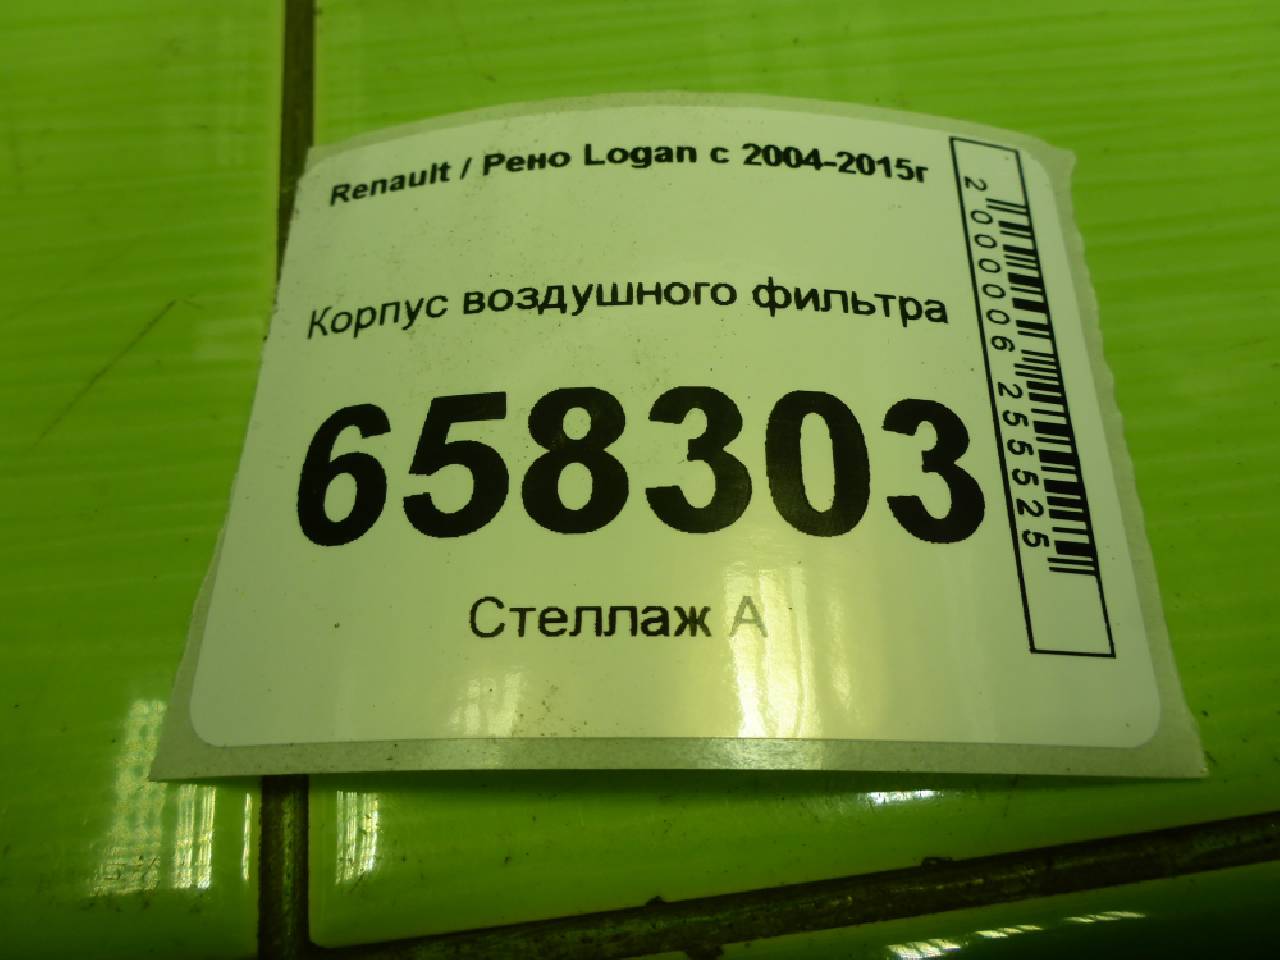 Renault / Рено Logan с 2004-2015г
Корпус воздушного фильтра
658303
Стеллаж А
2000006255525